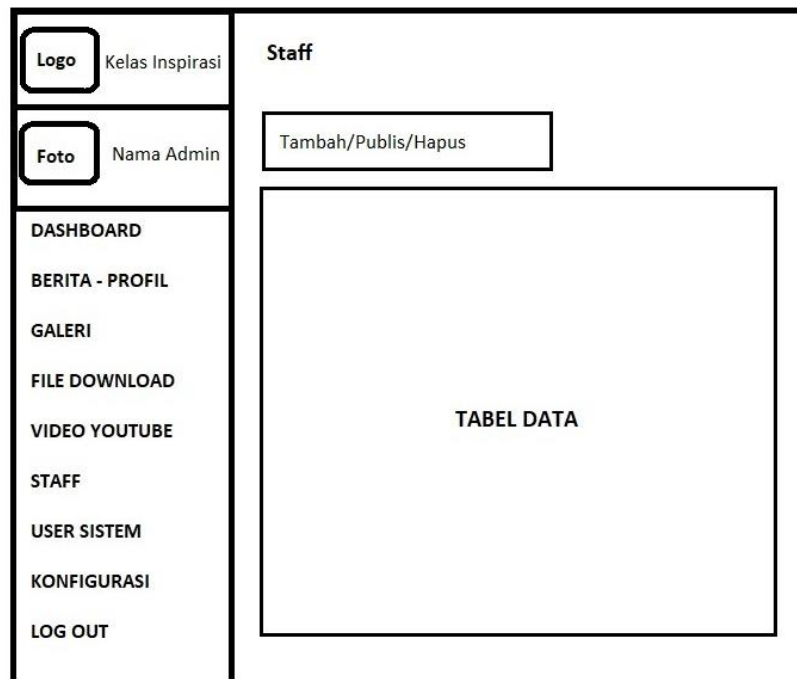 Logo
Kelas Inspirasi
Foto
Nama Admin
DASHBOARD
BERITA - PROFIL
GALERI
FILE DOWNLOAD
VIDEO YOUTUBE
STAFF
USER SISTEM
KONFIGURASI
LOG OUT
Staff
Tambah/Publis/Hapus
TABEL DATA